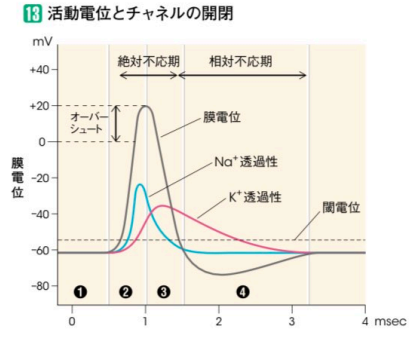 13 活動電位とチャネルの開閉
mV
絶対不応期 相対不応期
+40
+20
オーバー
シュート
膜電位
0
Na⁺透過性
膜電位
-20
K⁺透過性
-40
閾電位
-60
-80
❶ ❷ ❸ ❹
0 1 2 3 4 msec